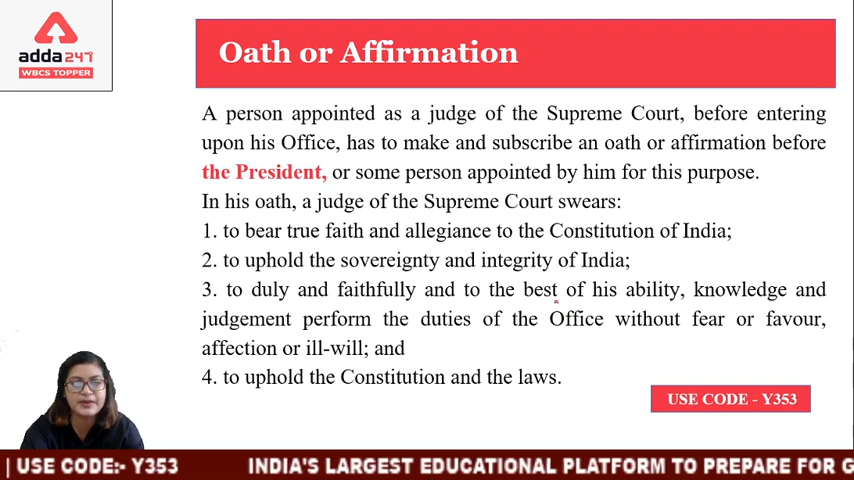 adda247
WBCS TOPPER
Oath or Affirmation
A person appointed as a judge of the Supreme Court, before entering
upon his Office, has to make and subscribe an oath or affirmation before
the President, or some person appointed by him for this purpose.
In his oath, a judge of the Supreme Court swears:
1. to bear true faith and allegiance to the Constitution of India;
2. to uphold the sovereignty and integrity of India;
3. to duly and faithfully and to the best of his ability, knowledge and
judgement perform the duties of the Office without fear or favour,
affection or ill-will; and
4. to uphold the Constitution and the laws.
USE CODE - Y353
| USE CODE:- Y353 INDIA'S LARGEST EDUCATIONAL PLATFORM TO PREPARE FOR G